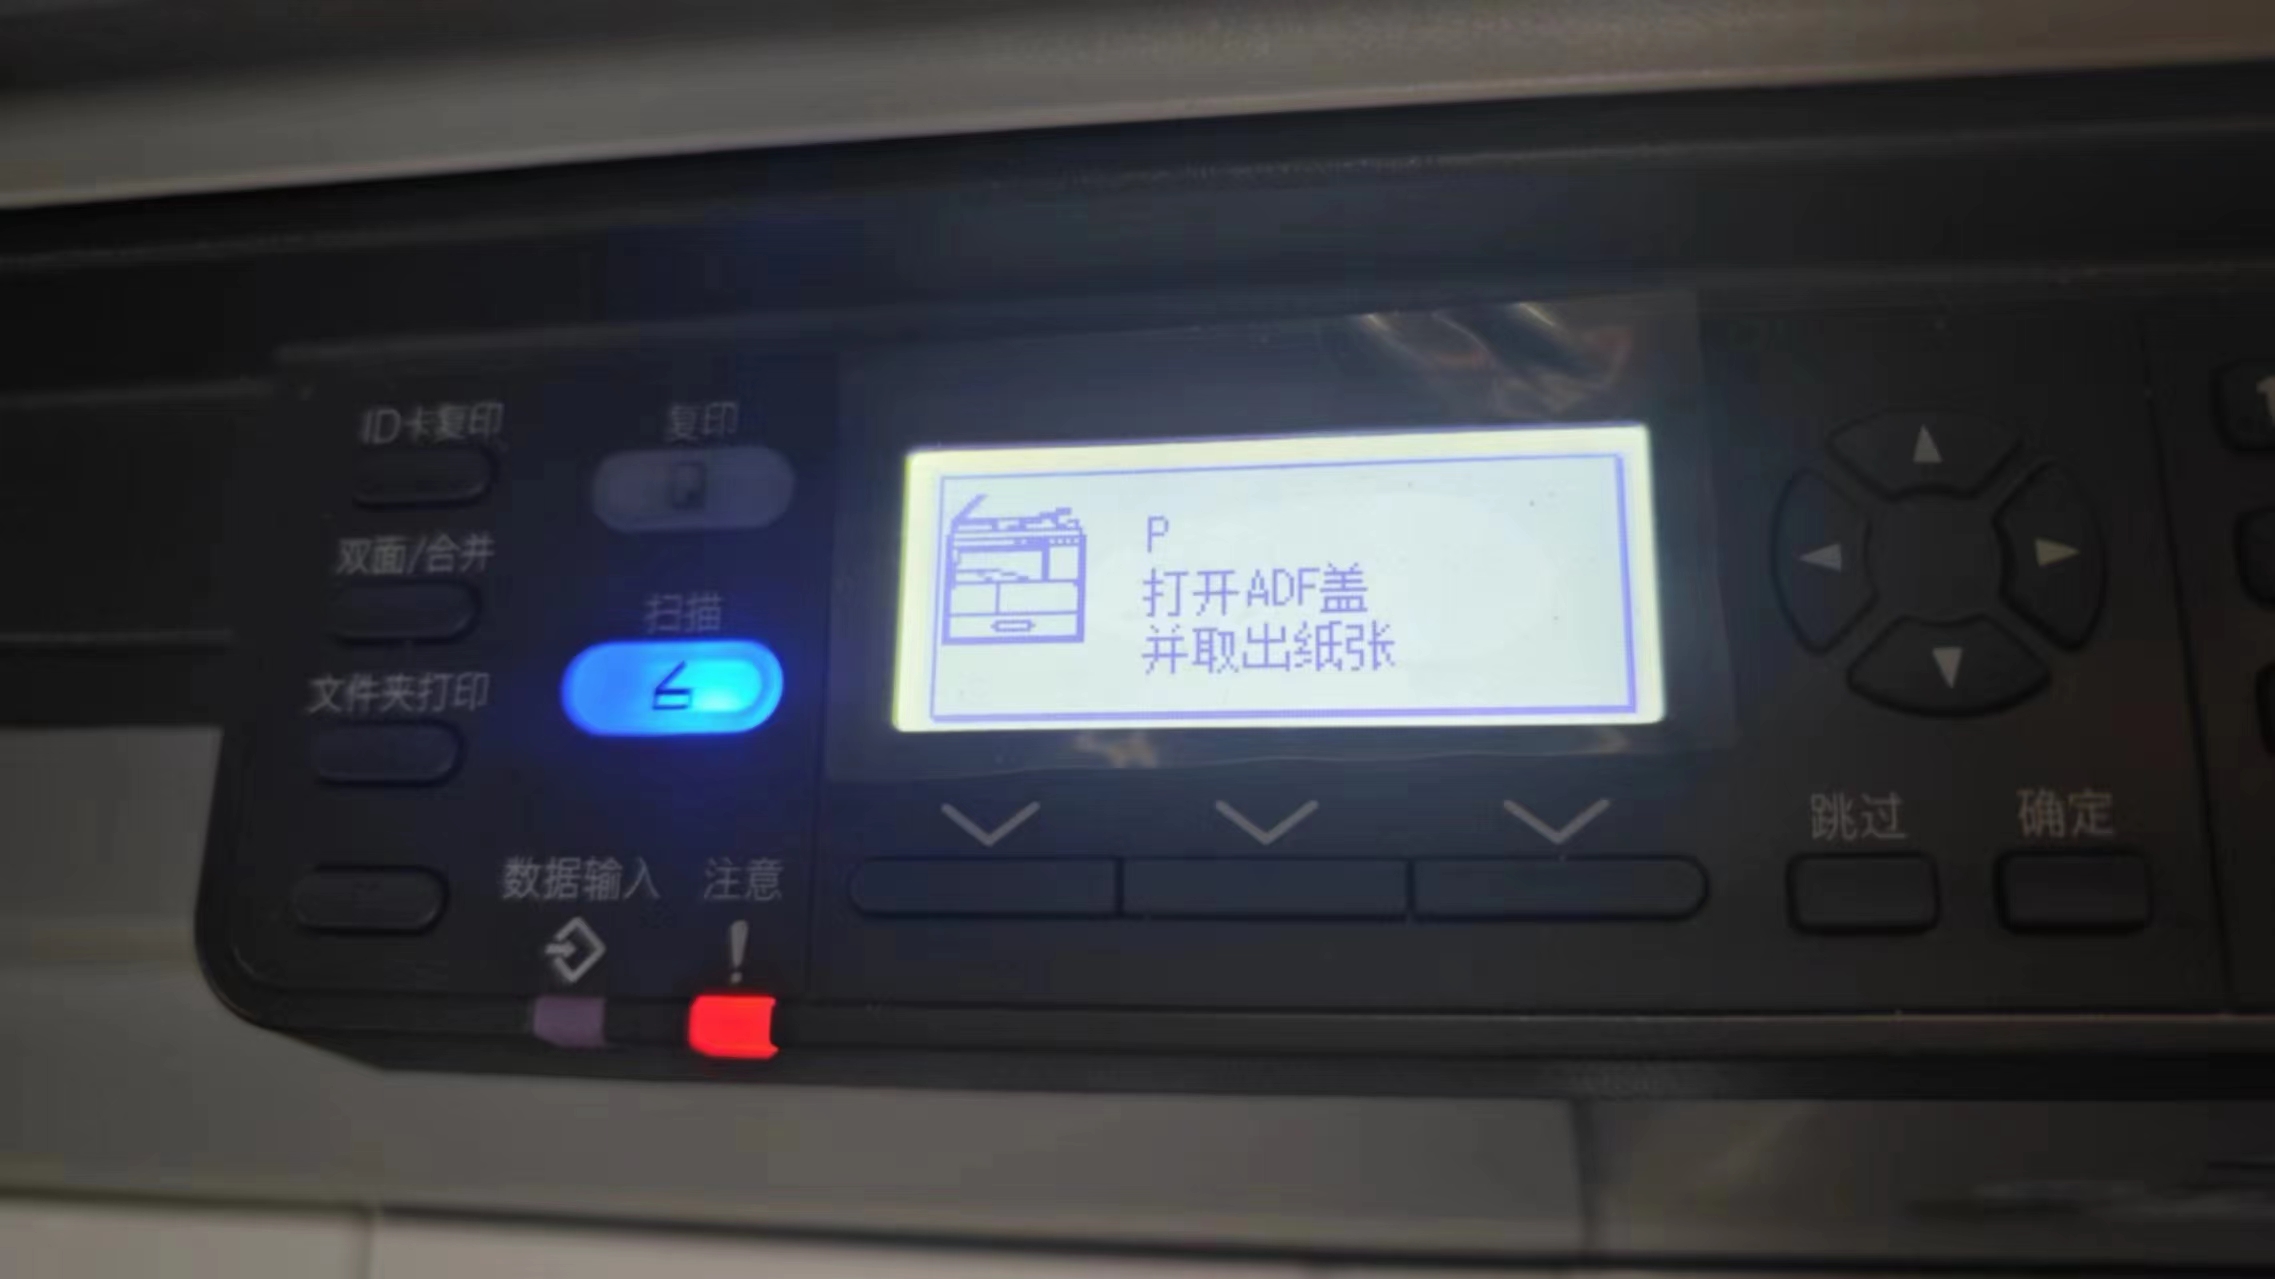 ID卡复印
复印
双面/合并
扫描
文件夹打印
数据输入
注意
!
P
打开ADF盖
并取出纸张
跳过
确定